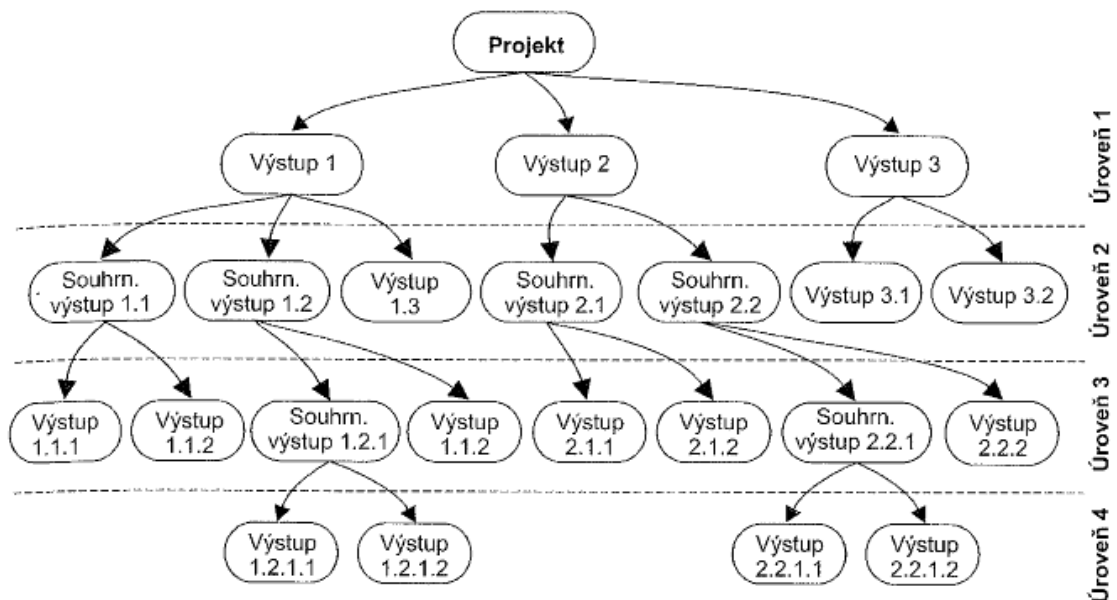 Projekt
Úroveň 1
Výstup 1
Výstup 2
Výstup 3
Úroveň 2
Souhrn.
výstup 1.1
Souhrn.
výstup 1.2
Výstup
1.3
Souhrn.
výstup 2.1
Souhrn.
výstup 2.2
Výstup 3.1
Výstup 3.2
Úroveň 3
Výstup
1.1.1
Výstup
1.1.2
Souhrn.
výstup 1.2.1
Výstup
1.1.2
Výstup
2.1.1
Výstup
2.1.2
Souhrn.
výstup 2.2.1
Výstup
2.2.2
Úroveň 4
Výstup
1.2.1.1
Výstup
1.2.1.2
Výstup
2.2.1.1
Výstup
2.2.1.2